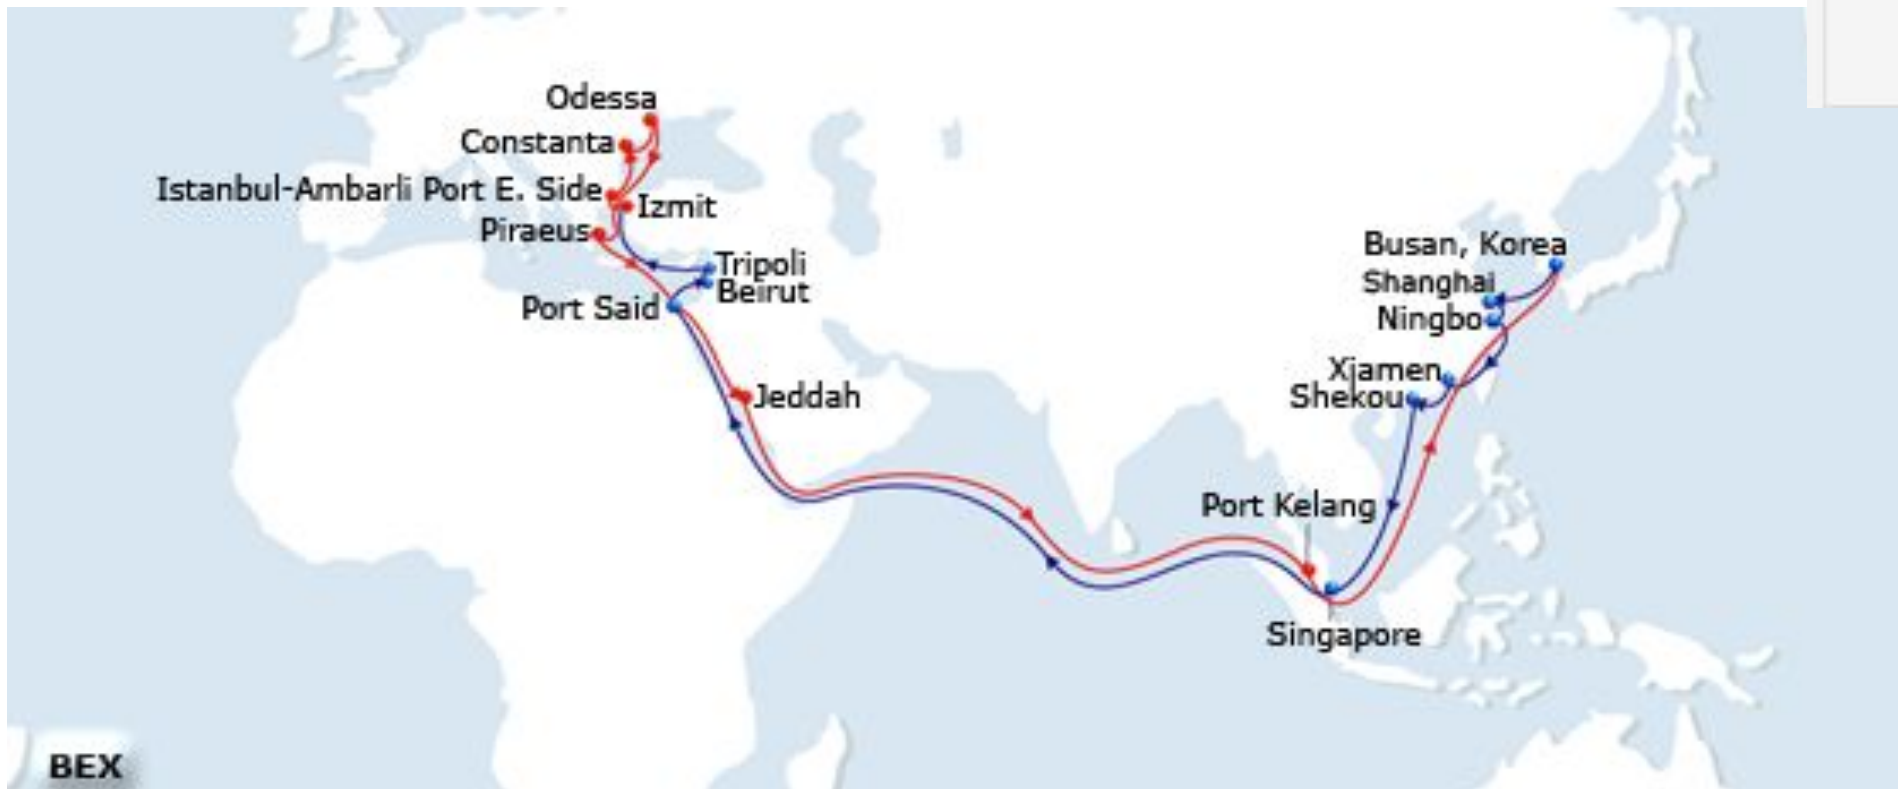 Odessa
Constanta
Istanbul-Ambarli Port E. Side
Izmit
Piraeus
Tripoli
Beirut
Port Said
Jeddah
Busan, Korea
Shanghai
Ningbo
Xiamen
Shekou
Port Kelang
Singapore
BEX